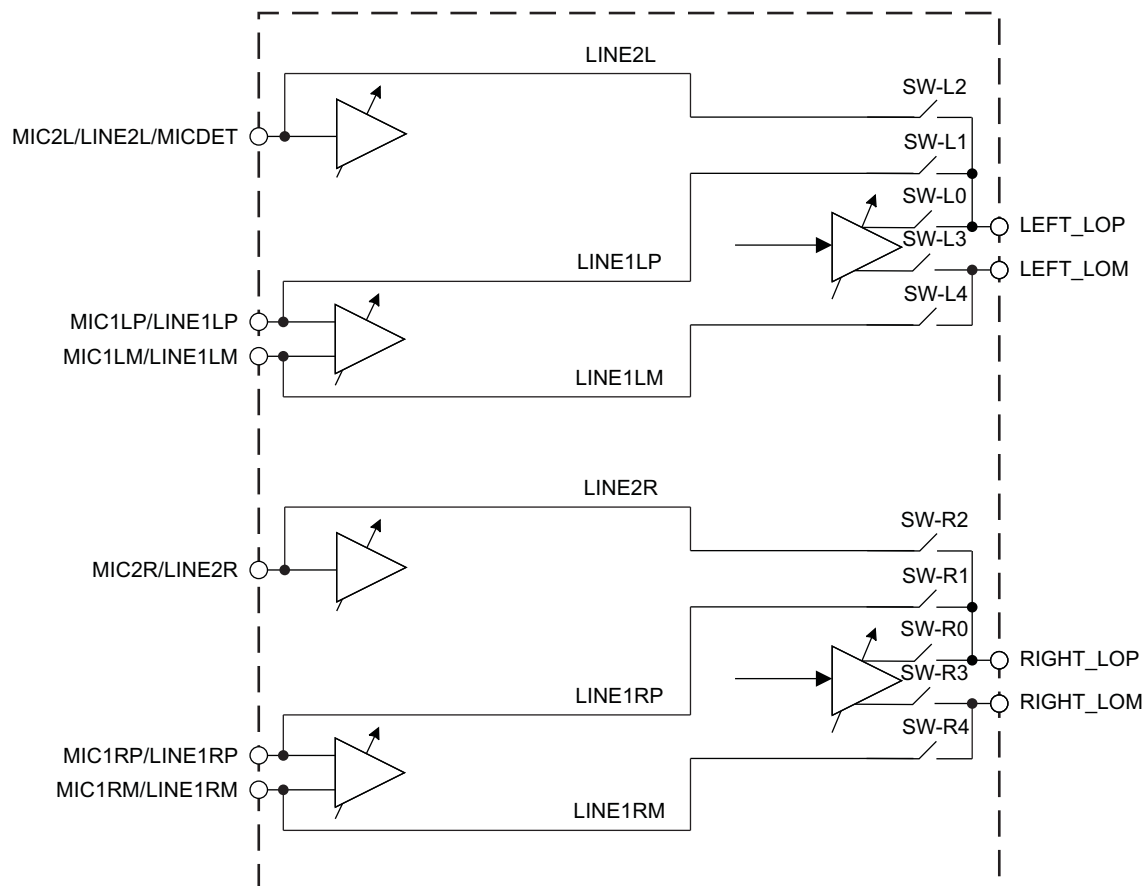 LINE2L
SW-L2
MIC2L/LINE2L/MICDET
SW-L1
SW-L0
LEFT_LOP
SW-L3
LINE1LP
LEFT_LOM
SW-L4
MIC1LP/LINE1LP
MIC1LM/LINE1LM
LINE1LM
LINE2R
SW-R2
MIC2R/LINE2R
SW-R1
SW-R0
RIGHT_LOP
SW-R3
LINE1RP
RIGHT_LOM
SW-R4
MIC1RP/LINE1RP
MIC1RM/LINE1RM
LINE1RM